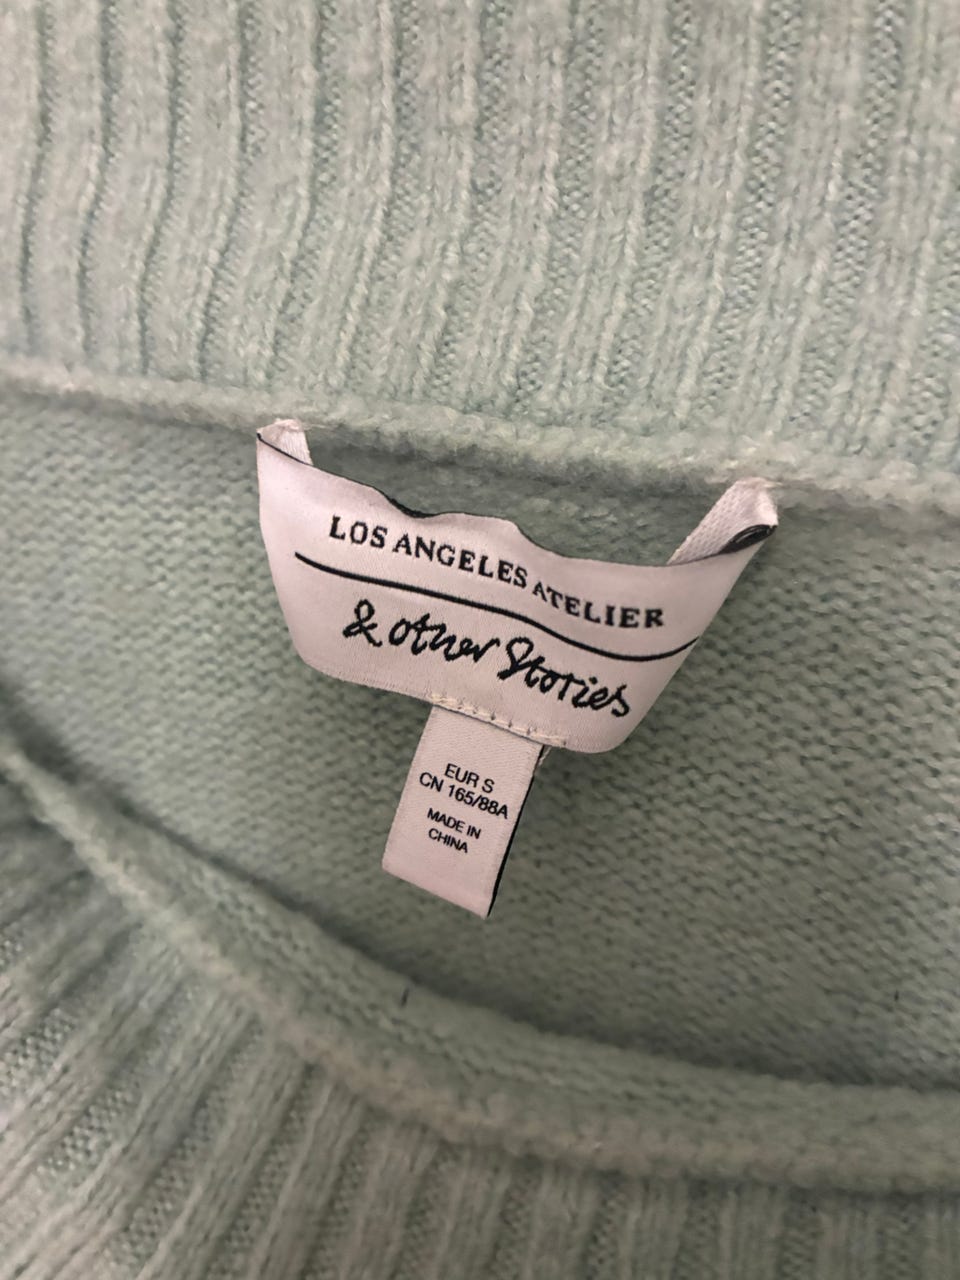 LOS ANGELES ATELIER
& other Stories
EUR S
CN 165/88A
MADE IN
CHINA